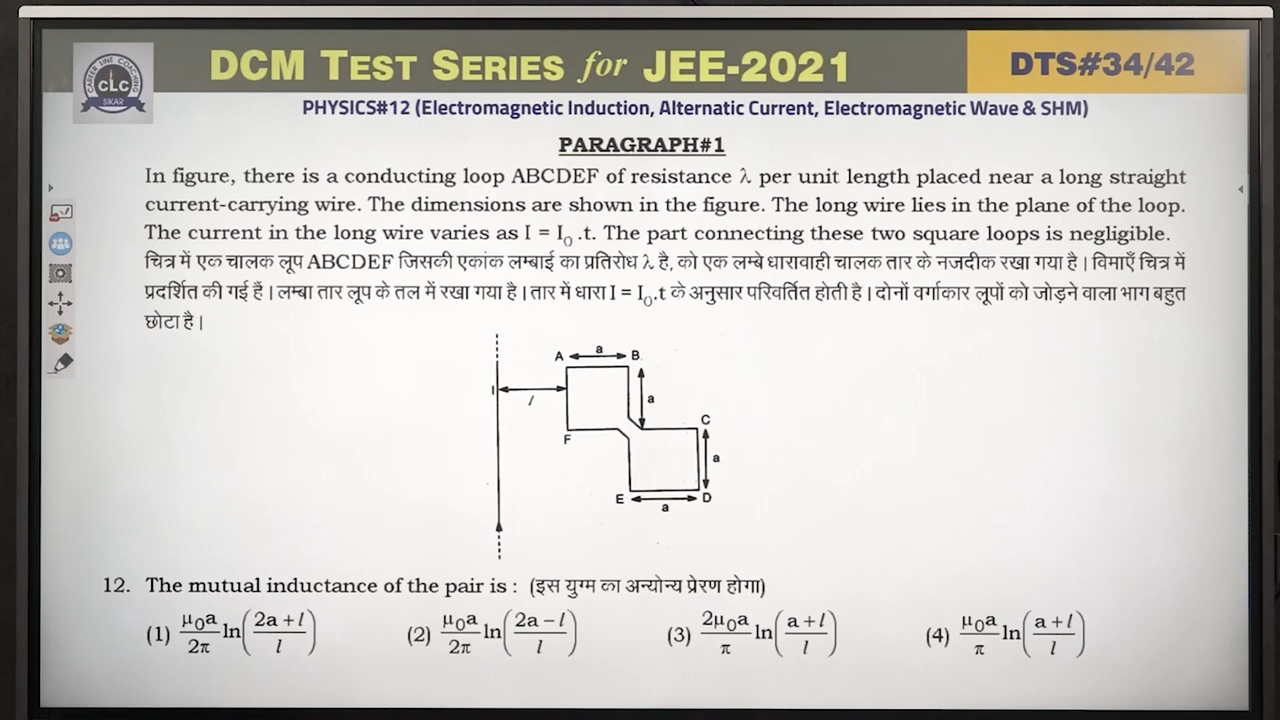 CAREER LINE COACHING
CLC
SIKAR
DCM TEST SERIES for JEE-2021
DTS#34/42
PHYSICS#12 (Electromagnetic Induction, Alternatic Current, Electromagnetic Wave & SHM)
PARAGRAPH#1
In figure, there is a conducting loop ABCDEF of resistance λ per unit length placed near a long straight
current-carrying wire. The dimensions are shown in the figure. The long wire lies in the plane of the loop.
The current in the long wire varies as I = I₀ .t. The part connecting these two square loops is negligible.
चित्र में एक चालक लूप ABCDEF जिसकी एकांक लम्बाई का प्रतिरोध λ है, को एक लम्बे धारावाही चालक तार के नजदीक रखा गया है। विमाएँ चित्र में
प्रदर्शित की गई हैं। लम्बा तार लूप के तल में रखा गया है। तार में धारा I = I₀.t के अनुसार परिवर्तित होती है। दोनों वर्गाकार लूपों को जोड़ने वाला भाग बहुत
छोटा है।
A a B
I l a
F C
a
E a D
12. The mutual inductance of the pair is : (इस युग्म का अन्योन्य प्रेरण होगा)
(1) μ₀a/2π ln(2a + l/l) (2) μ₀a/2π ln(2a – l/l) (3) 2μ₀a/π ln(a + l/l) (4) μ₀a/π ln(a + l/l)